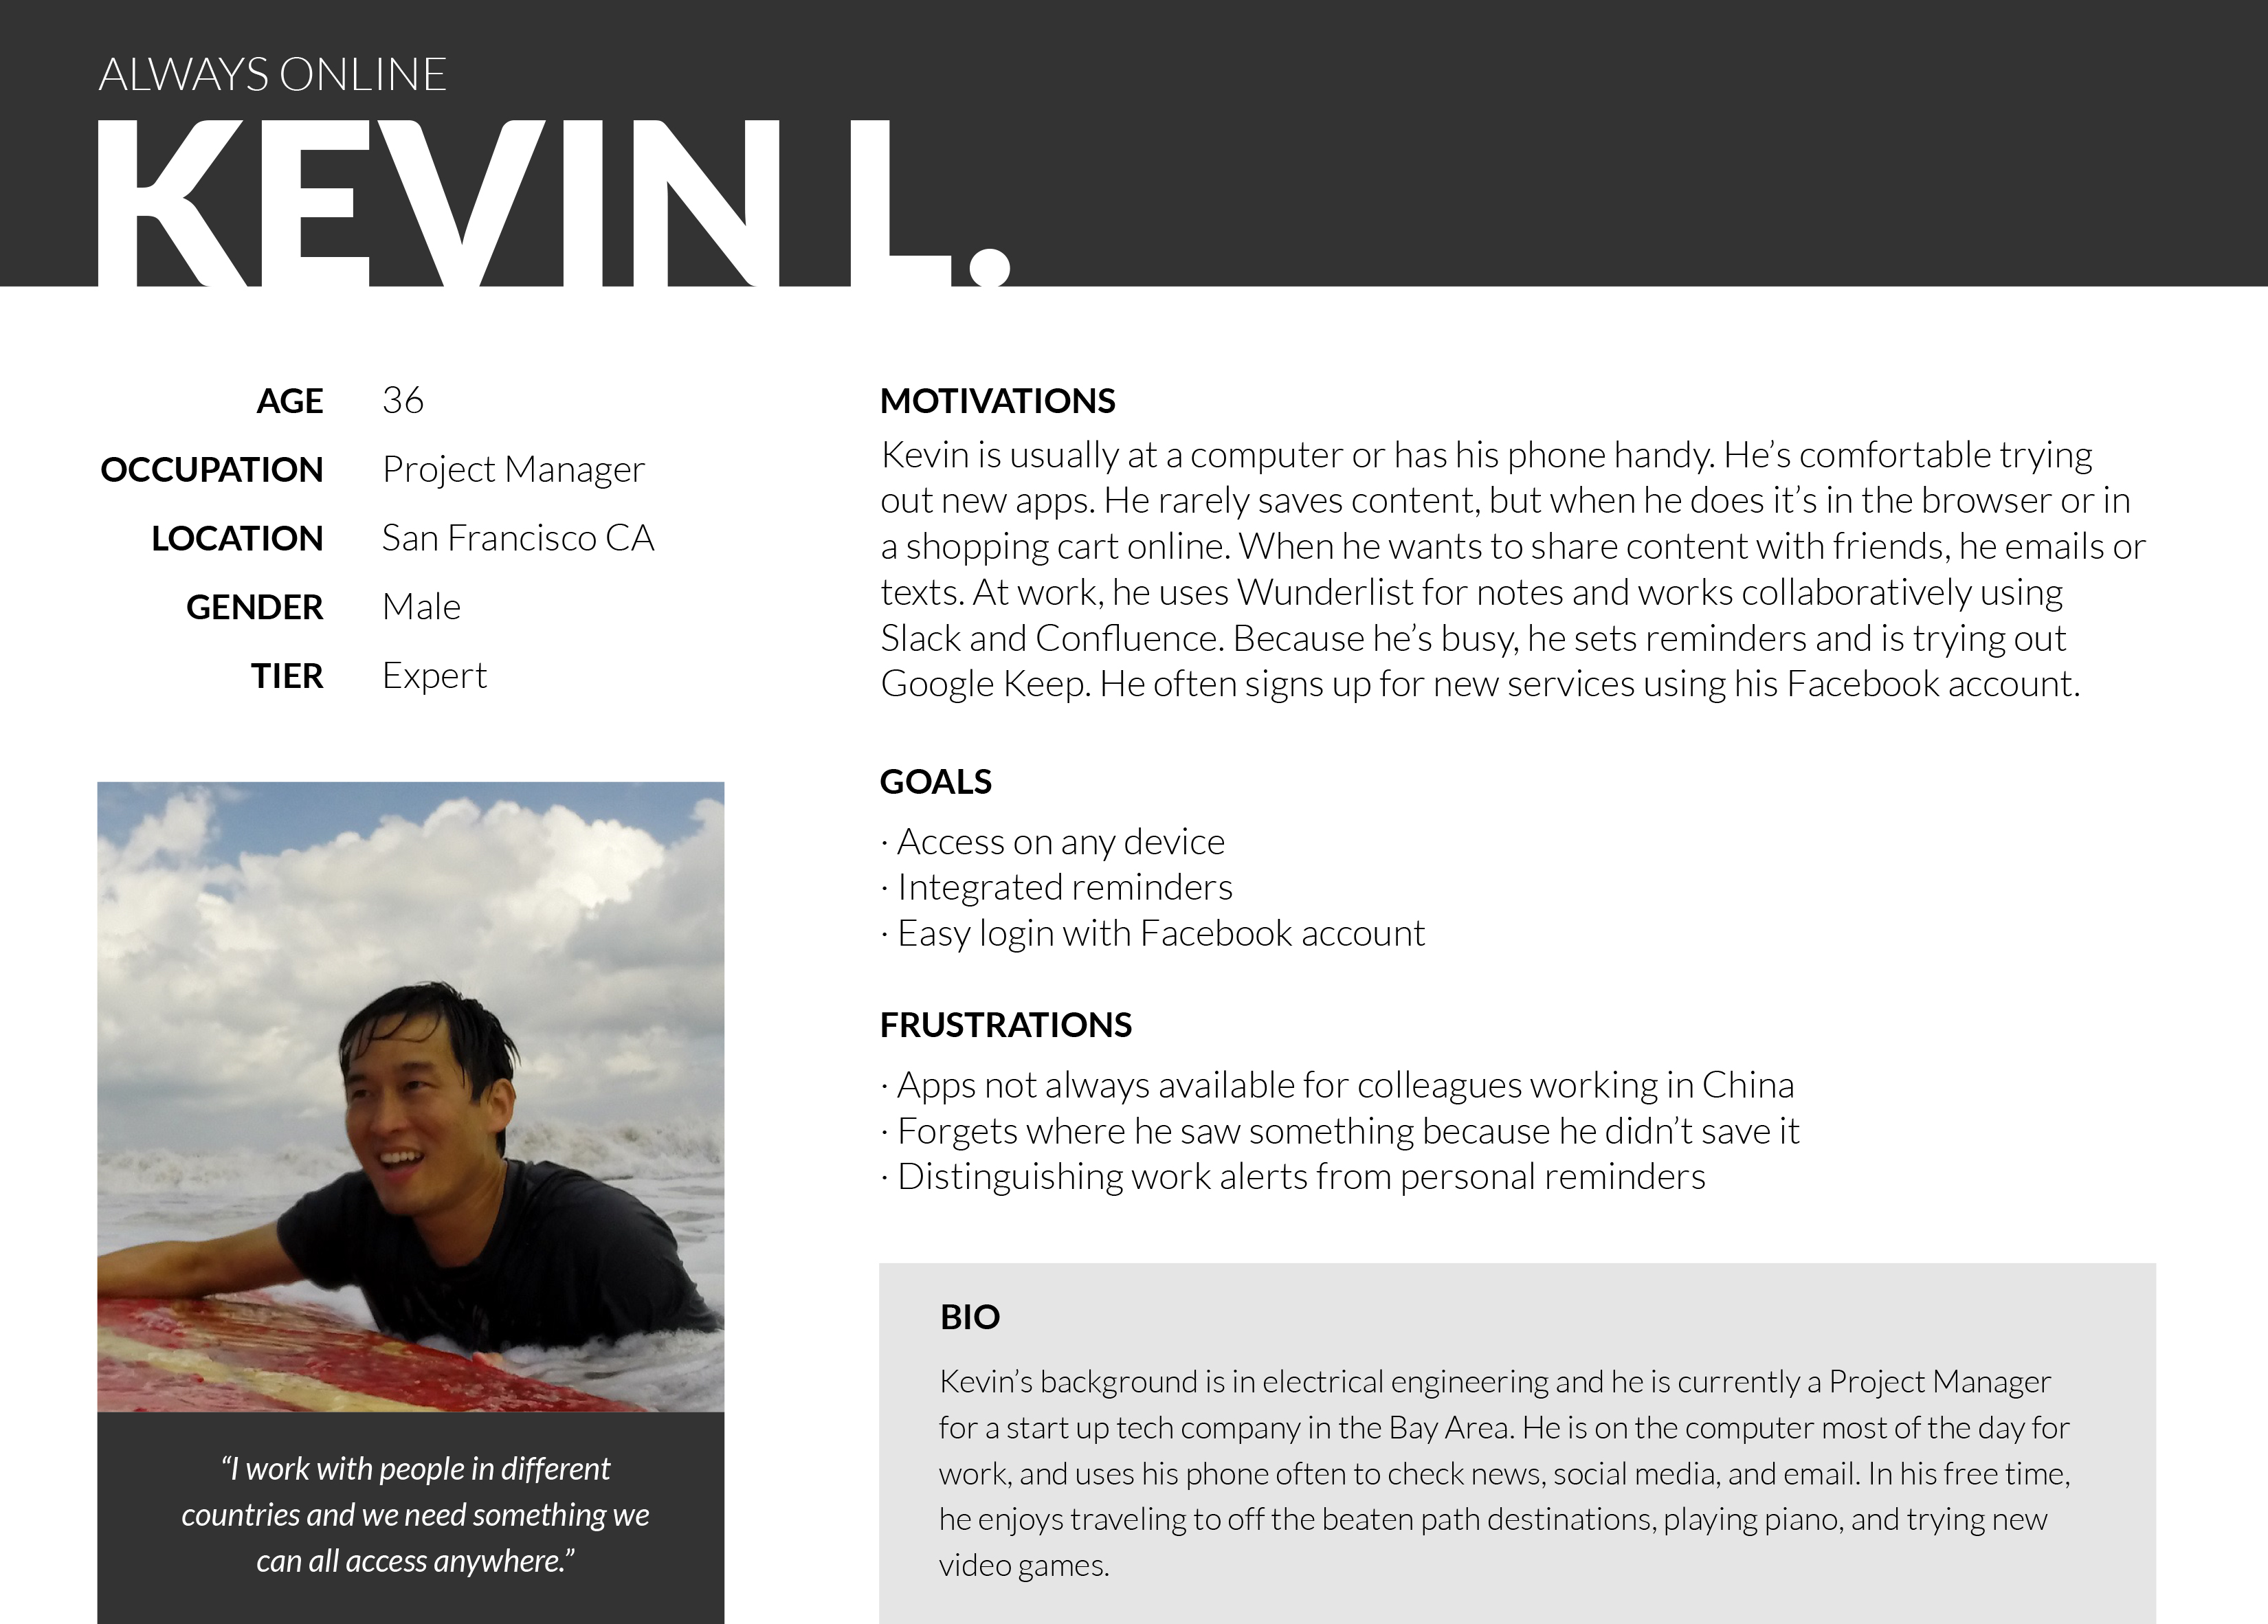 ALWAYS ONLINE
KEVIN L.
AGE 36
OCCUPATION Project Manager
LOCATION San Francisco CA
GENDER Male
TIER Expert
“I work with people in different
countries and we need something we
can all access anywhere.”
MOTIVATIONS
Kevin is usually at a computer or has his phone handy. He’s comfortable trying
out new apps. He rarely saves content, but when he does it’s in the browser or in
a shopping cart online. When he wants to share content with friends, he emails or
texts. At work, he uses Wunderlist for notes and works collaboratively using
Slack and Confluence. Because he’s busy, he sets reminders and is trying out
Google Keep. He often signs up for new services using his Facebook account.
GOALS
· Access on any device
· Integrated reminders
· Easy login with Facebook account
FRUSTRATIONS
· Apps not always available for colleagues working in China
· Forgets where he saw something because he didn’t save it
· Distinguishing work alerts from personal reminders
BIO
Kevin’s background is in electrical engineering and he is currently a Project Manager
for a start up tech company in the Bay Area. He is on the computer most of the day for
work, and uses his phone often to check news, social media, and email. In his free time,
he enjoys traveling to off the beaten path destinations, playing piano, and trying new
video games.